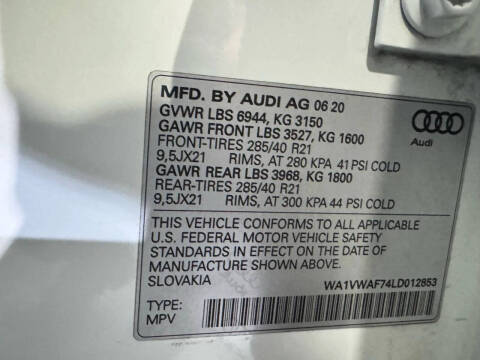 MFD. BY AUDI AG 06 20
GVWR LBS 6944, KG 3150
GAWR FRONT LBS 3527, KG 1600
FRONT-TIRES 285/40 R21
9,5JX21 RIMS, AT 280 KPA 41 PSI COLD
GAWR REAR LBS 3968, KG 1800
REAR-TIRES 285/40 R21
9,5JX21 RIMS, AT 300 KPA 44 PSI COLD
Audi
THIS VEHICLE CONFORMS TO ALL APPLICABLE
U.S. FEDERAL MOTOR VEHICLE SAFETY
STANDARDS IN EFFECT ON THE DATE OF
MANUFACTURE SHOWN ABOVE.
SLOVAKIA
WA1VWAF74LD012853
TYPE:
MPV